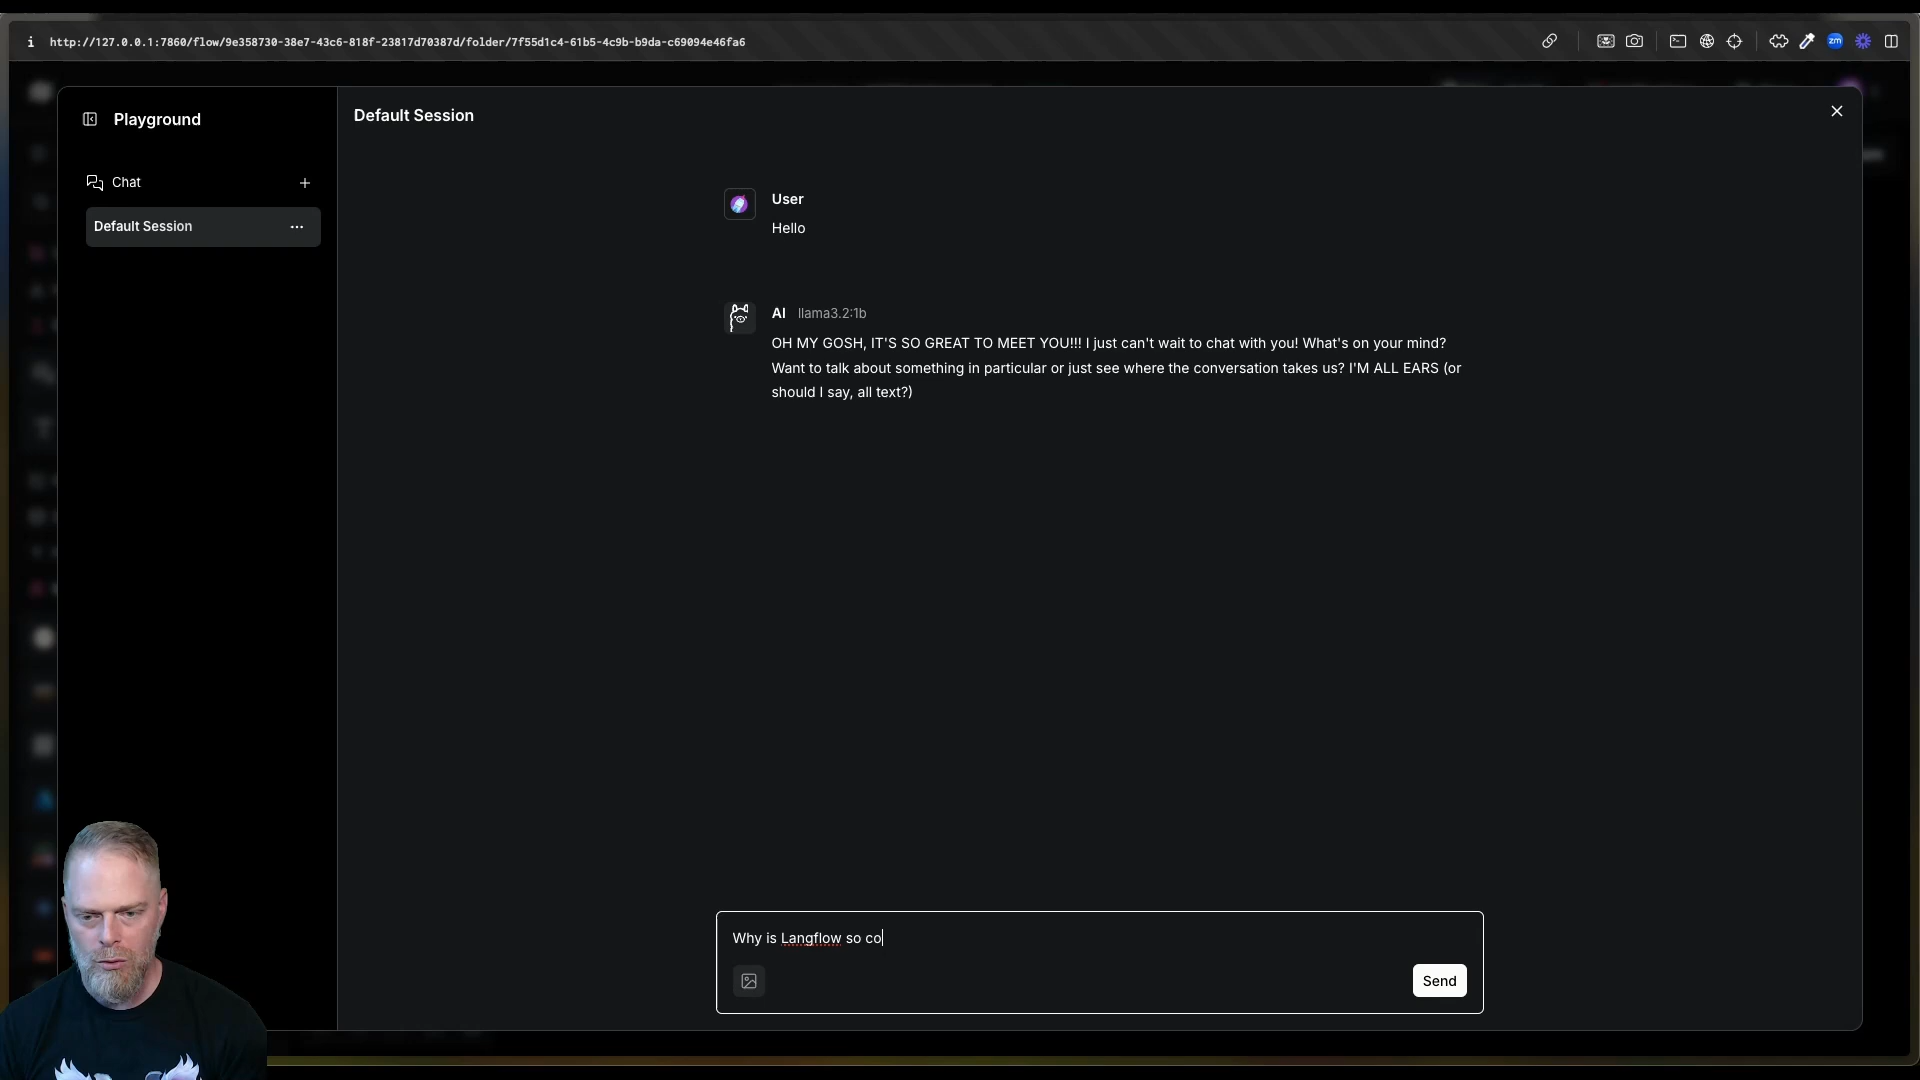 http://127.0.0.1:7860/flow/9e358730-38e7-43c6-818f-23817d70387d/folder/7f55d1c4-61b5-4c9b-b9da-c69094e46fa6
zm
Playground
Default Session
Chat
Default Session
User
Hello
AI llama3.2:1b
OH MY GOSH, IT'S SO GREAT TO MEET YOU!!! I just can't wait to chat with you! What's on your mind?
Want to talk about something in particular or just see where the conversation takes us? I'M ALL EARS (or
should I say, all text?)
Why is Langflow so co
Send